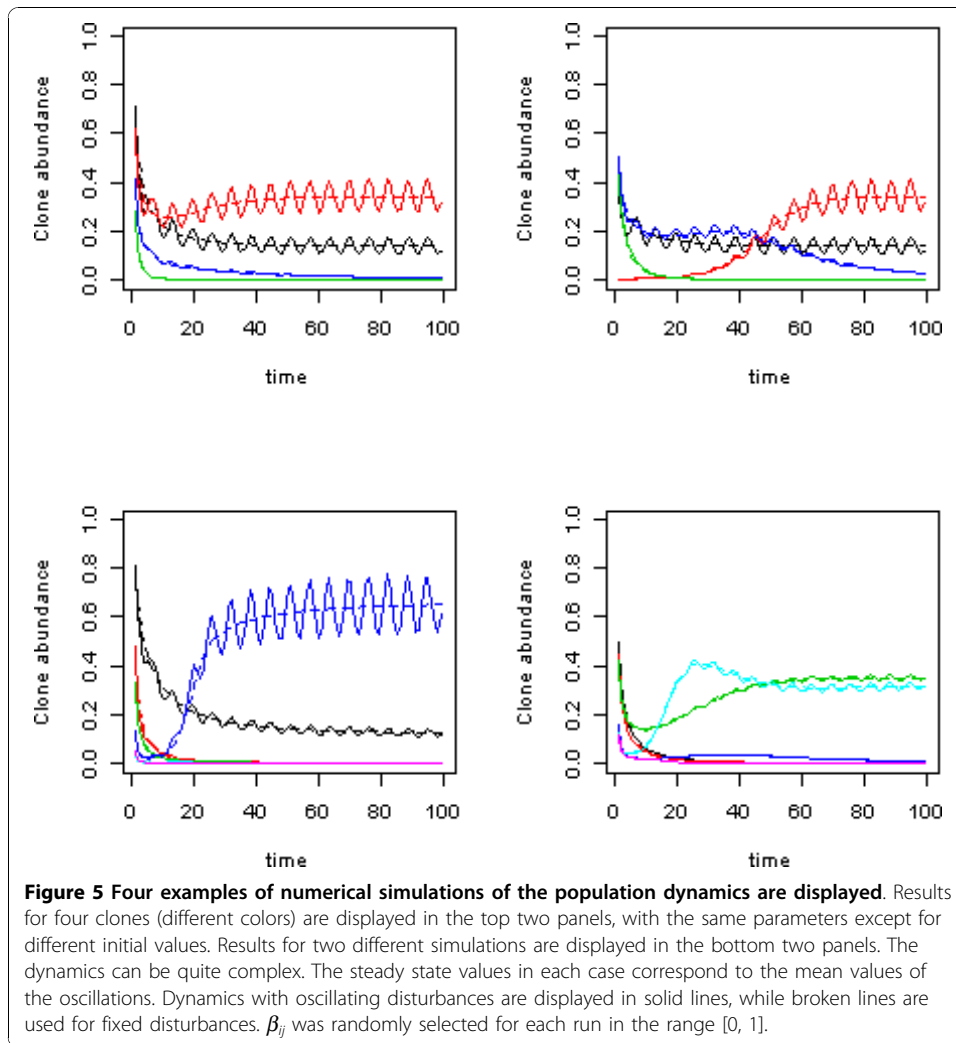 Clone abundance
1.0
0.8
0.6
0.4
0.2
0.0
0 20 40 60 80 100
time
Clone abundance
1.0
0.8
0.6
0.4
0.2
0.0
0 20 40 60 80 100
time
Clone abundance
1.0
0.8
0.6
0.4
0.2
0.0
0 20 40 60 80 100
time
Clone abundance
1.0
0.8
0.6
0.4
0.2
0.0
0 20 40 60 80 100
time
Figure 5 Four examples of numerical simulations of the population dynamics are displayed. Results
for four clones (different colors) are displayed in the top two panels, with the same parameters except for
different initial values. Results for two different simulations are displayed in the bottom two panels. The
dynamics can be quite complex. The steady state values in each case correspond to the mean values of
the oscillations. Dynamics with oscillating disturbances are displayed in solid lines, while broken lines are
used for fixed disturbances. βij was randomly selected for each run in the range [0, 1].